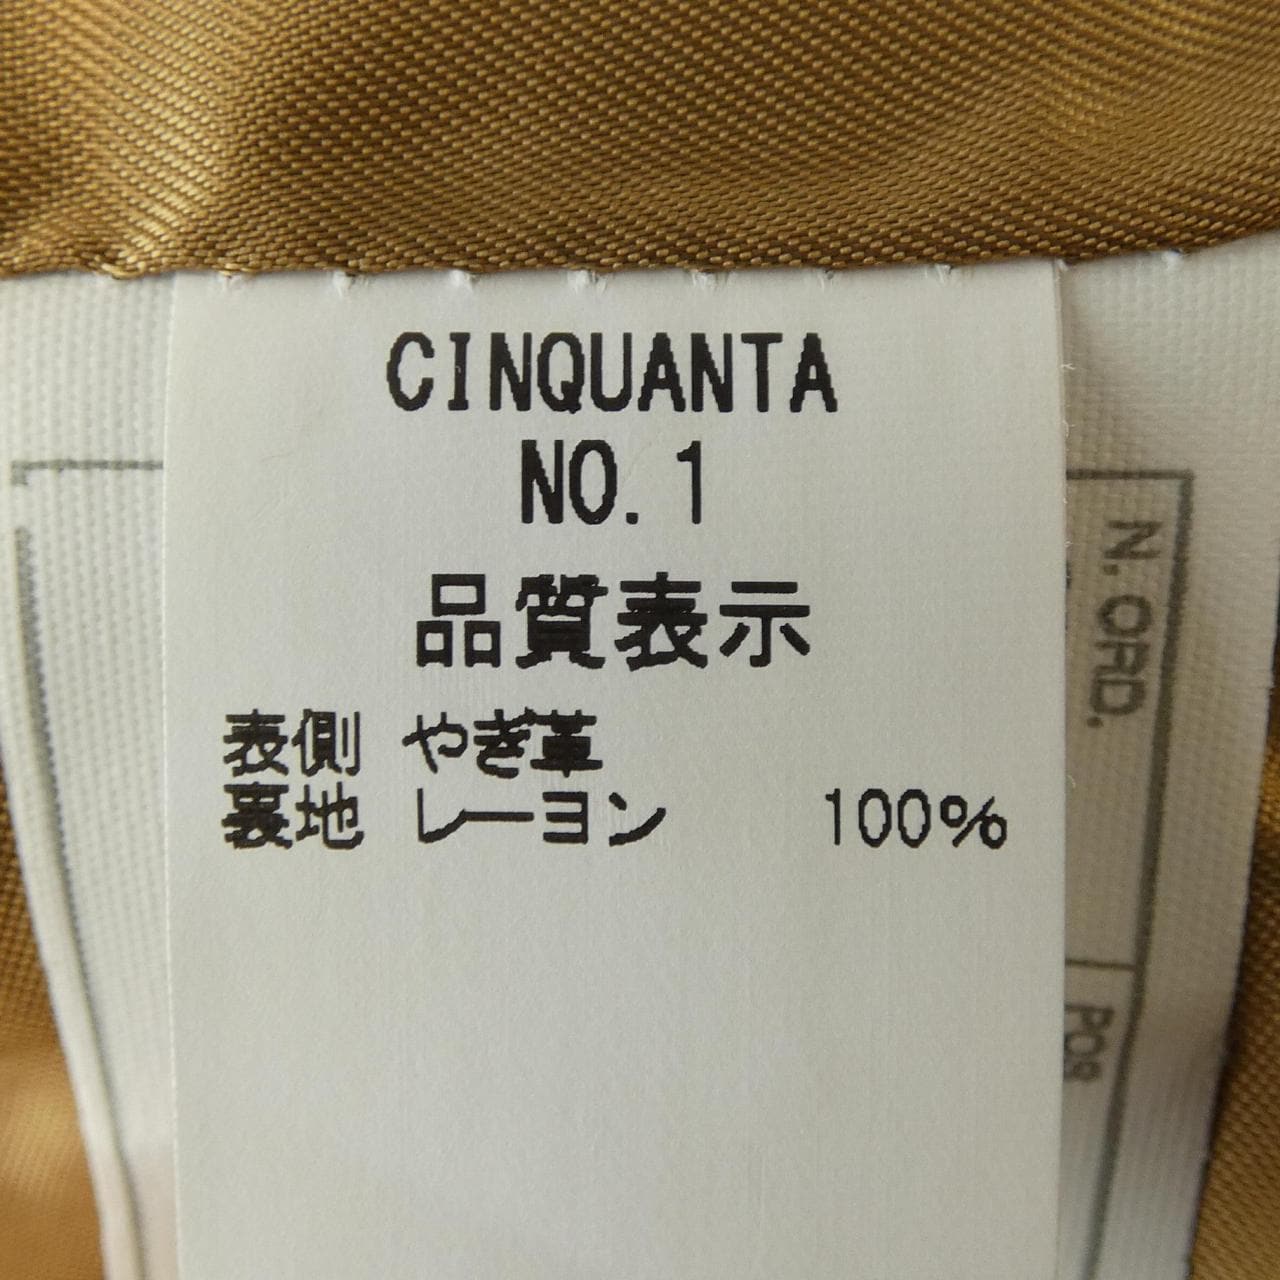 CINQUANTA
NO.1
品質表示
表側 やぎ革
裏地 レーヨン 100%
N. ORD.
POS